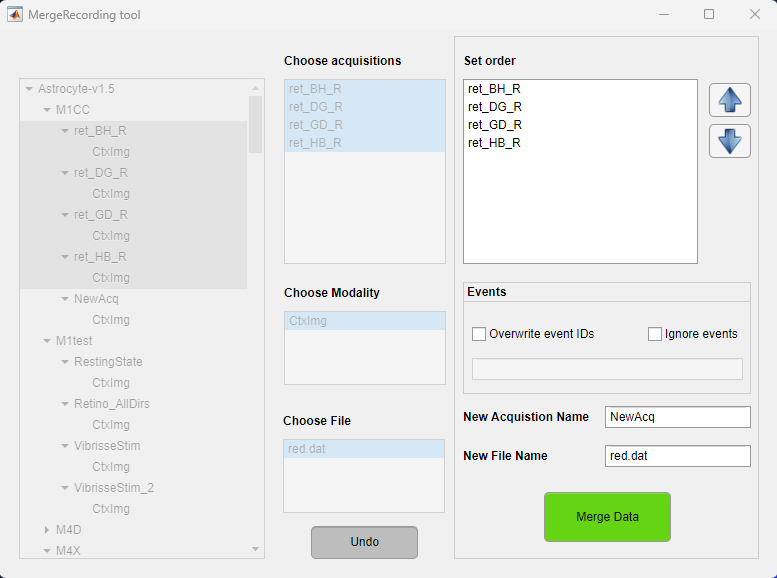 MergeRecording tool
Astrocyte-v1.5
M1CC
ret_BH_R
CtxImg
ret_DG_R
CtxImg
ret_GD_R
CtxImg
ret_HB_R
CtxImg
NewAcq
CtxImg
M1test
RestingState
CtxImg
Retino_AllDirs
CtxImg
VibrisseStim
CtxImg
VibrisseStim_2
CtxImg
M4D
M4X
Choose acquisitions
ret_BH_R
ret_DG_R
ret_GD_R
ret_HB_R
Choose Modality
CtxImg
Choose File
red.dat
Undo
Set order
ret_BH_R
ret_DG_R
ret_GD_R
ret_HB_R
Events
Overwrite event IDs
Ignore events
New Acquistion Name
NewAcq
New File Name
red.dat
Merge Data